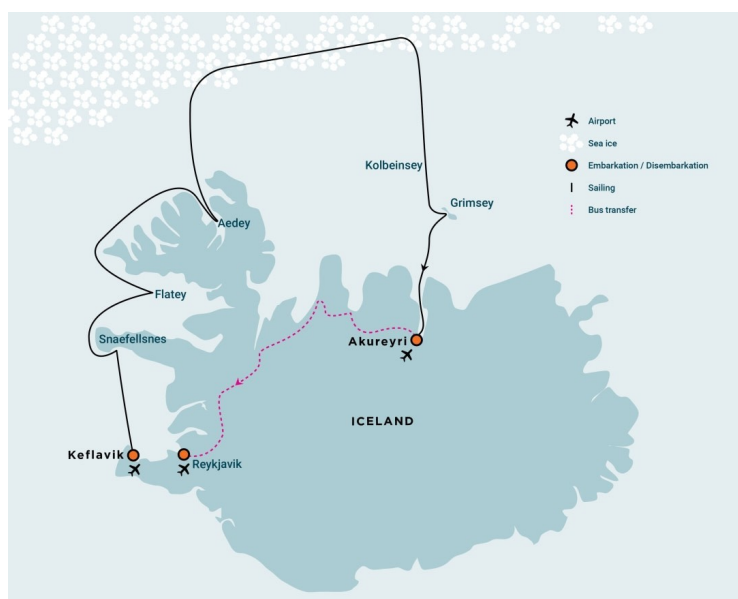 Airport
Sea ice
Kolbeinsey
Embarkation / Disembarkation
Sailing
Grimsey
Bus transfer
Aedey
Flatey
Snaefellsnes
Akureyri
ICELAND
Keflavik
Reykjavik